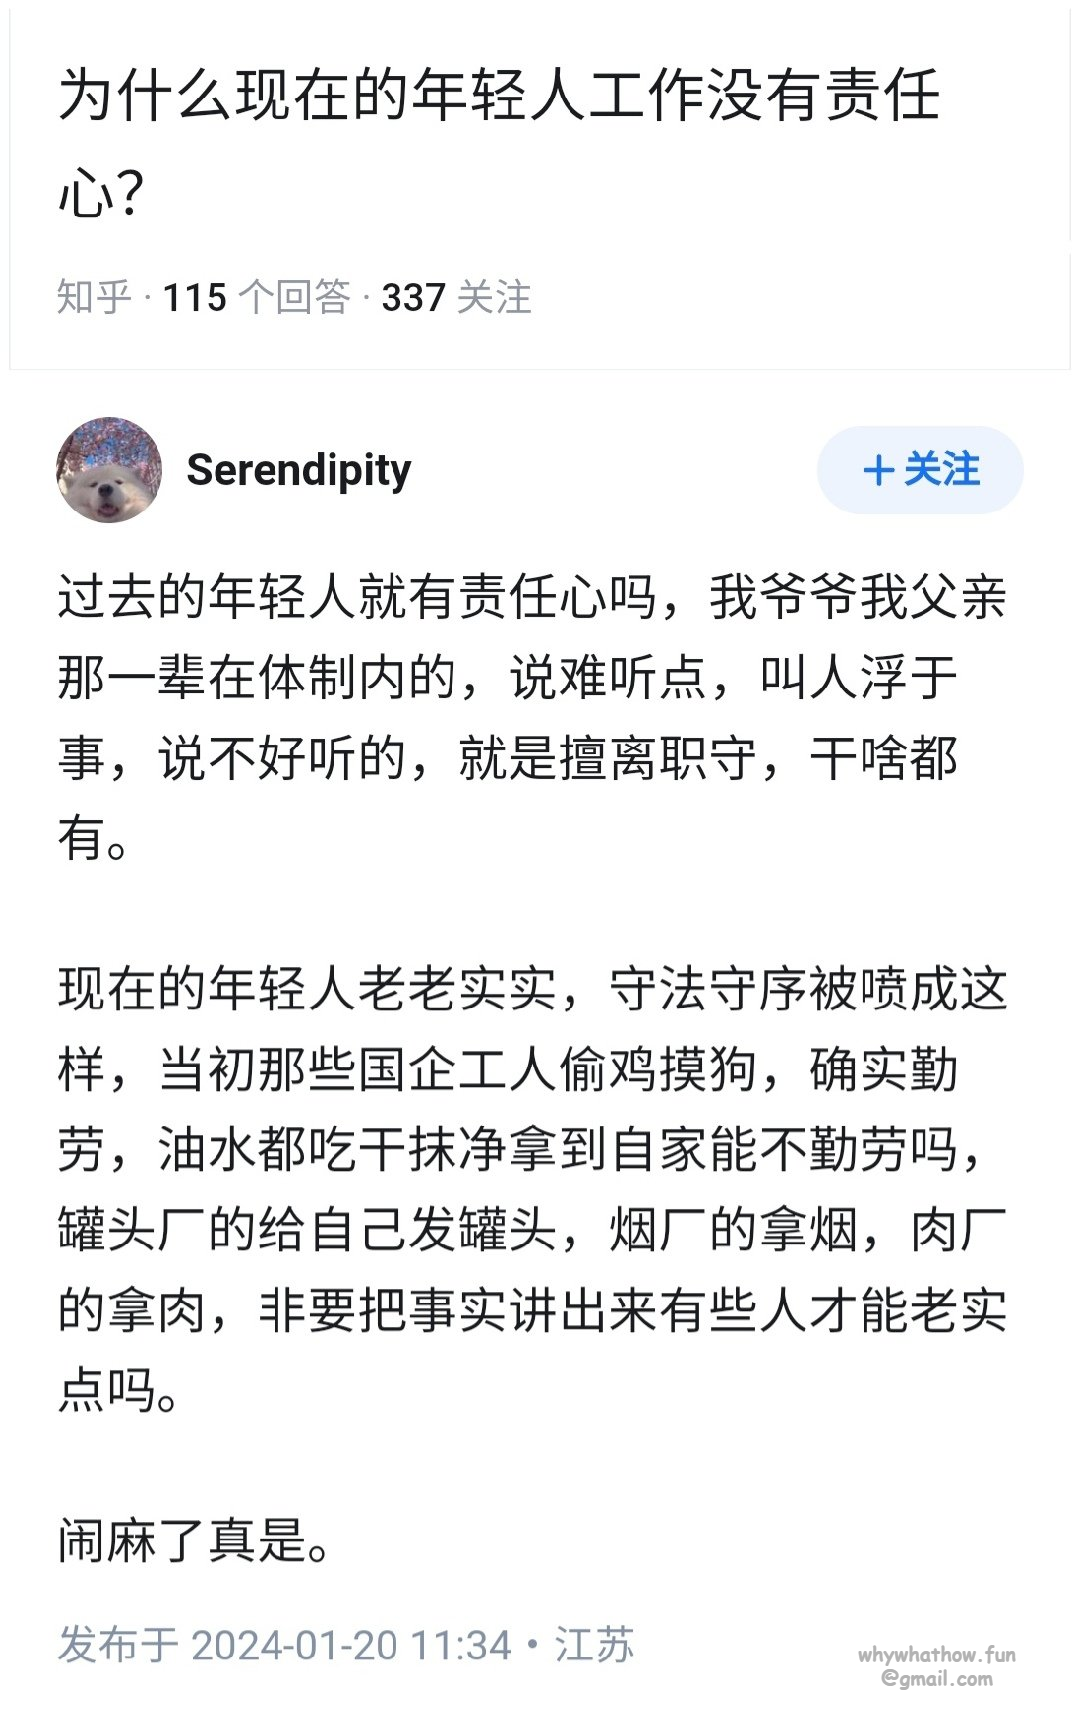 为什么现在的年轻人工作没有责任
心？
知乎 · 115 个回答 · 337 关注
Serendipity
＋关注
过去的年轻人就有责任心吗，我爷爷我父亲
那一辈在体制内的，说难听点，叫人浮于
事，说不好听的，就是擅离职守，干啥都
有。
现在的年轻人老老实实，守法守序被喷成这
样，当初那些国企工人偷鸡摸狗，确实勤
劳，油水都吃干抹净拿到自家能不勤劳吗，
罐头厂的给自己发罐头，烟厂的拿烟，肉厂
的拿肉，非要把事实讲出来有些人才能老实
点吗。
闹麻了真是。
发布于 2024-01-20 11:34 • 江苏
whywhathow.fun
@gmail.com